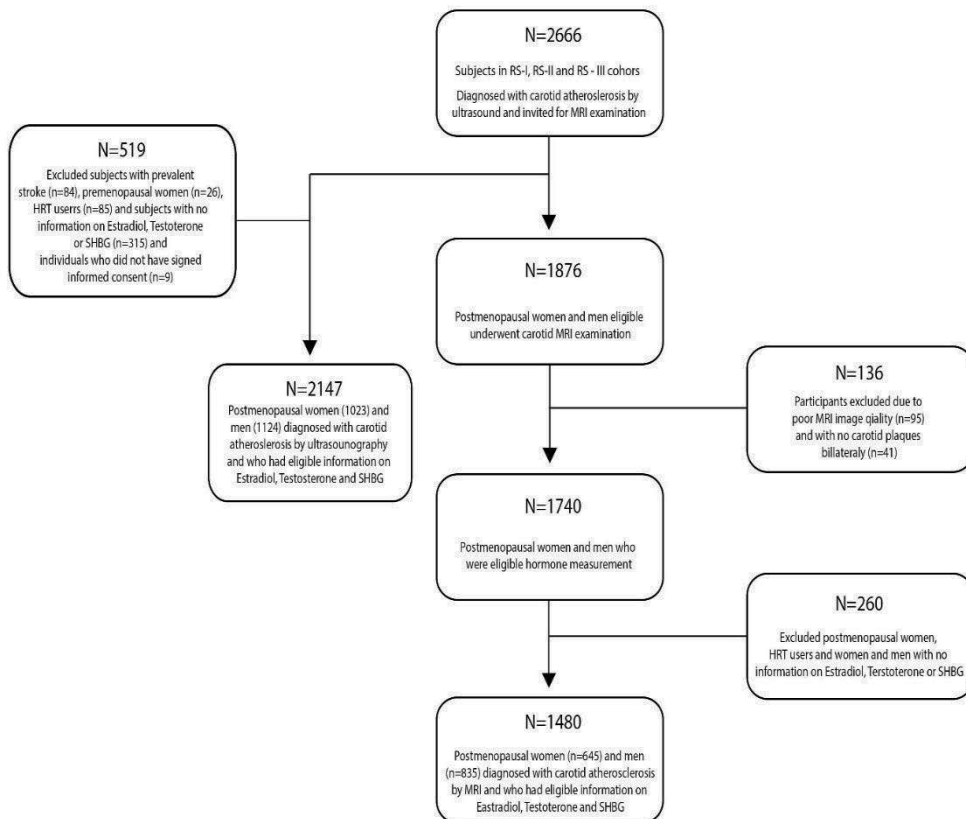 N=2666
Subjects in RS-I, RS-II and RS - III cohors
Diagnosed with carotid atheroslerosis by
ultrasound and invited for MRI examination
N=519
Excluded subjects with prevalent
stroke (n=84), premenopausal women (n=26),
HRT userrs (n=85) and subjects with no
information on Estradiol, Testoterone
or SHBG (n=315) and
individuals who did not have signed
informed consent (n=9)
N=1876
Postmenopausal women and men eligible
underwent carotid MRI examination
N=2147
Postmenopausal women (1023) and
men (1124) diagnosed with carotid
atheroslerosis by ultrasounography
and who had eligible information on
Estradiol, Testosterone and SHBG
N=136
Participants excluded due to
poor MRI image qiality (n=95)
and with no carotid plaques
billateraly (n=41)
N=1740
Postmenopausal women and men who
were eligible hormone measurement
N=260
Excluded postmenopausal women,
HRT users and women and men with no
information on Estradiol, Terstoterone or SHBG
N=1480
Postmenopausal women (n=645) and men
(n=835) diagnosed with carotid atherosclerosis
by MRI and who had eligible information on
Eastradiol, Testoterone and SHBG